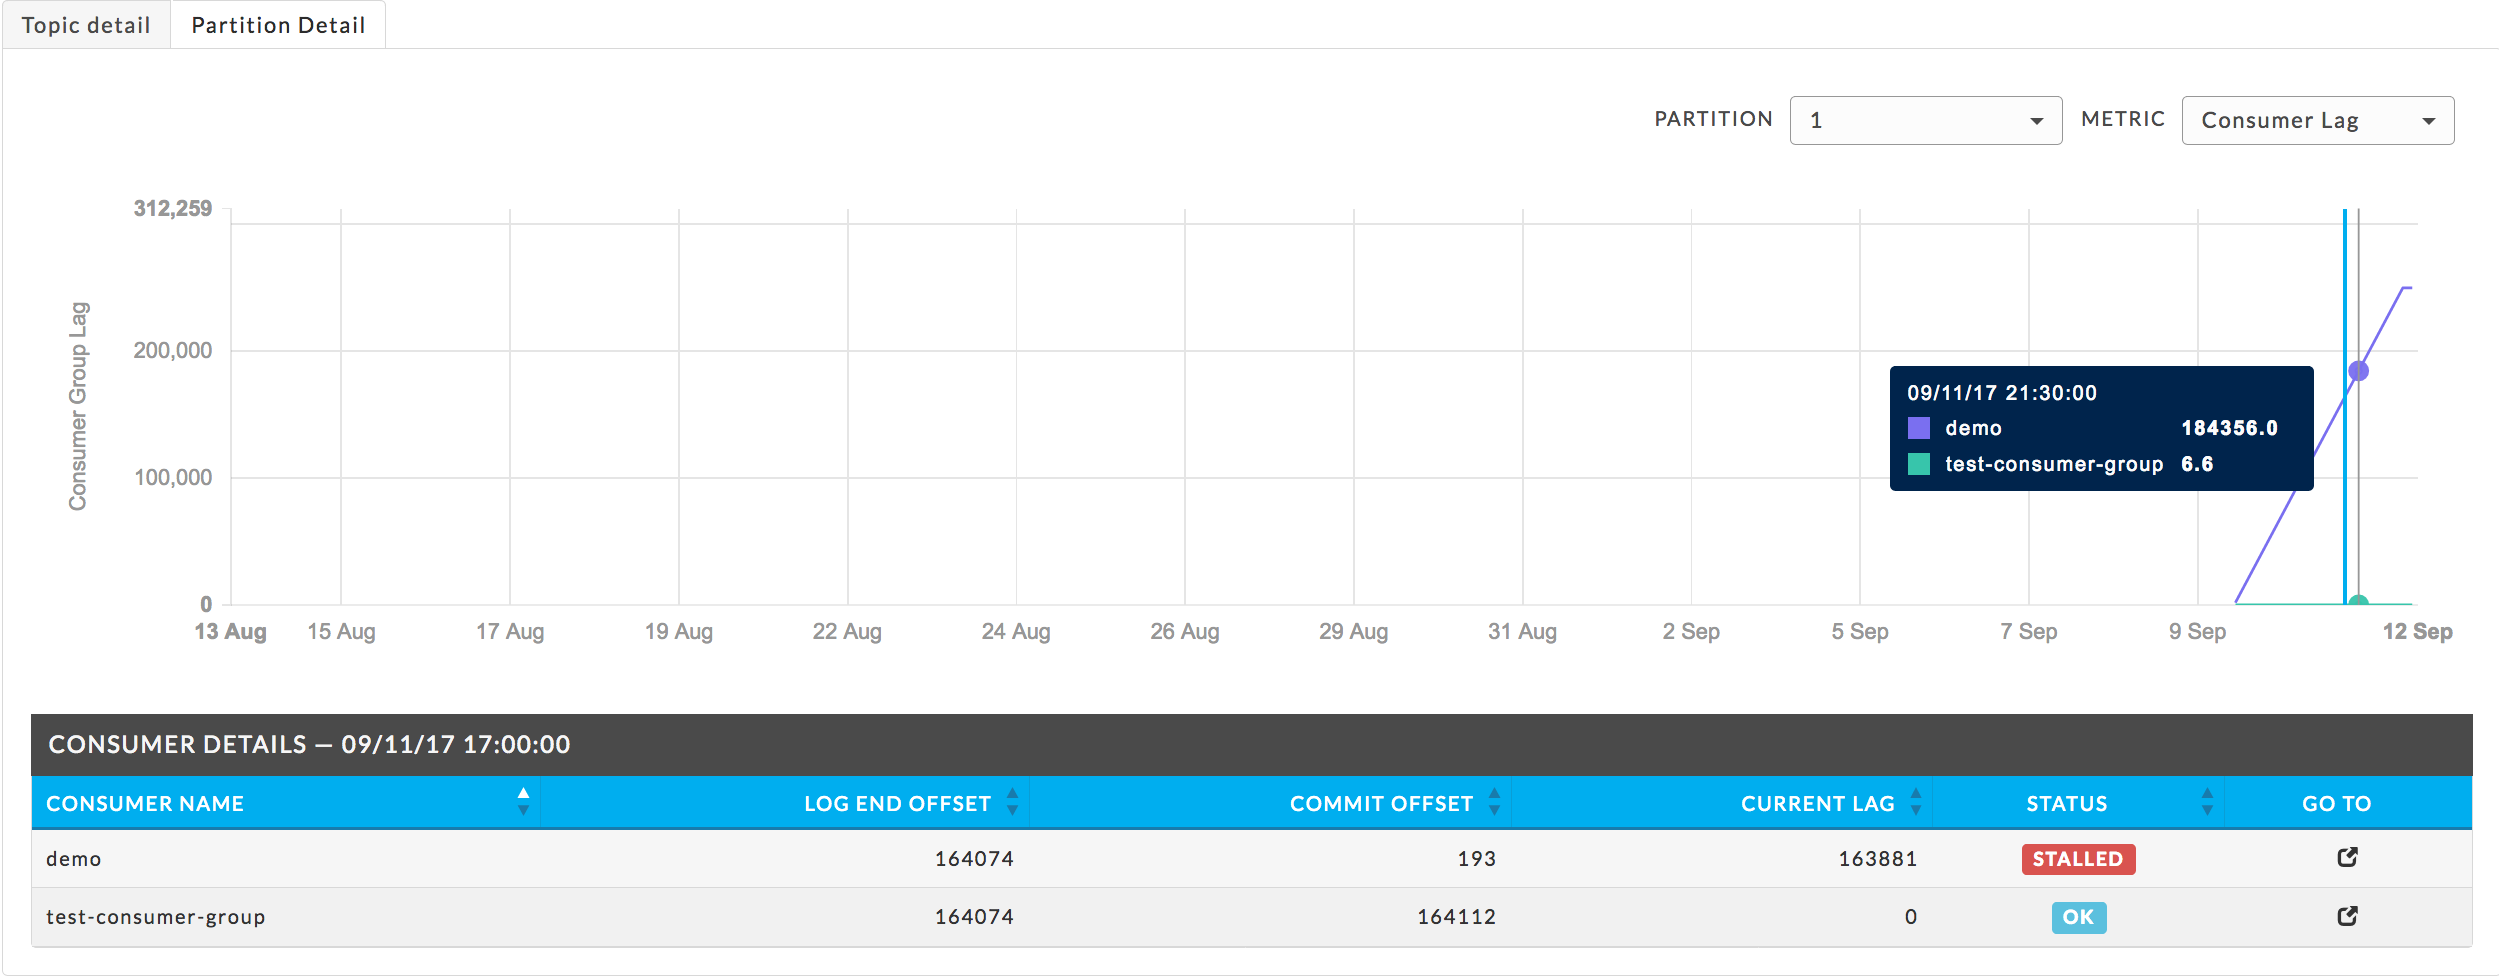 Topic detail Partition Detail
PARTITION 1 METRIC Consumer Lag
312,259
200,000
100,000
0
Consumer Group Lag
09/11/17 21:30:00
demo 184356.0
test-consumer-group 6.6
13 Aug 15 Aug 17 Aug 19 Aug 22 Aug 24 Aug 26 Aug 29 Aug 31 Aug 2 Sep 5 Sep 7 Sep 9 Sep 12 Sep
CONSUMER DETAILS — 09/11/17 17:00:00
CONSUMER NAME LOG END OFFSET COMMIT OFFSET CURRENT LAG STATUS GO TO
demo 164074 193 163881 STALLED
test-consumer-group 164074 164112 0 OK